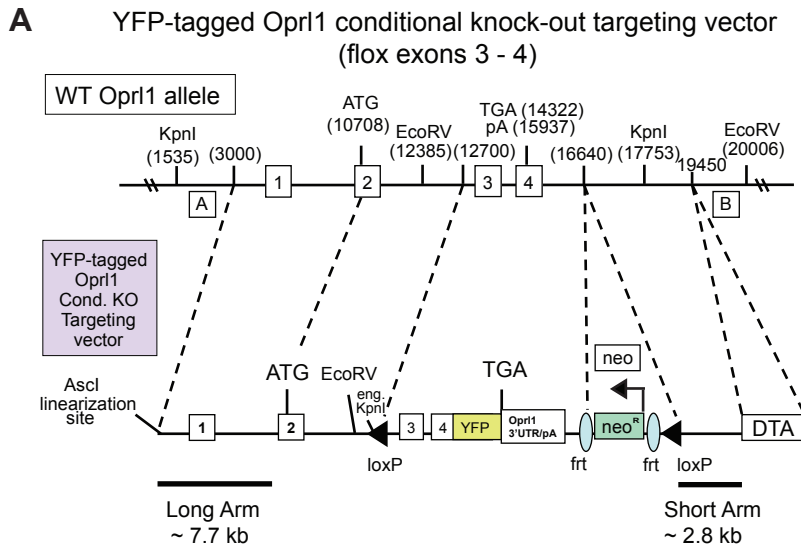 A
YFP-tagged Oprl1 conditional knock-out targeting vector
(flox exons 3 - 4)
WT Oprl1 allele
KpnI
(1535)
(3000)
ATG
(10708)
EcoRV
(12385)
(12700)
TGA (14322)
pA (15937)
(16640)
KpnI
(17753)
19450
EcoRV
(20006)
A
1
2
3
4
B
YFP-tagged
Oprl1
Cond. KO
Targeting
vector
AscI
linearization
site
ATG
EcoRV
eng.
KpnI
TGA
neo
1
2
3
4
YFP
Oprl1
3'UTR/pA
neoᴿ
DTA
loxP
frt
frt
loxP
Long Arm
~ 7.7 kb
Short Arm
~ 2.8 kb